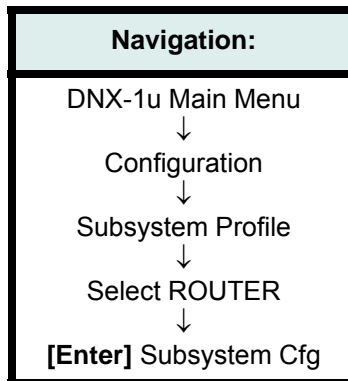 Navigation:
DNX-1u Main Menu
↓
Configuration
↓
Subsystem Profile
↓
Select ROUTER
↓
[Enter] Subsystem Cfg